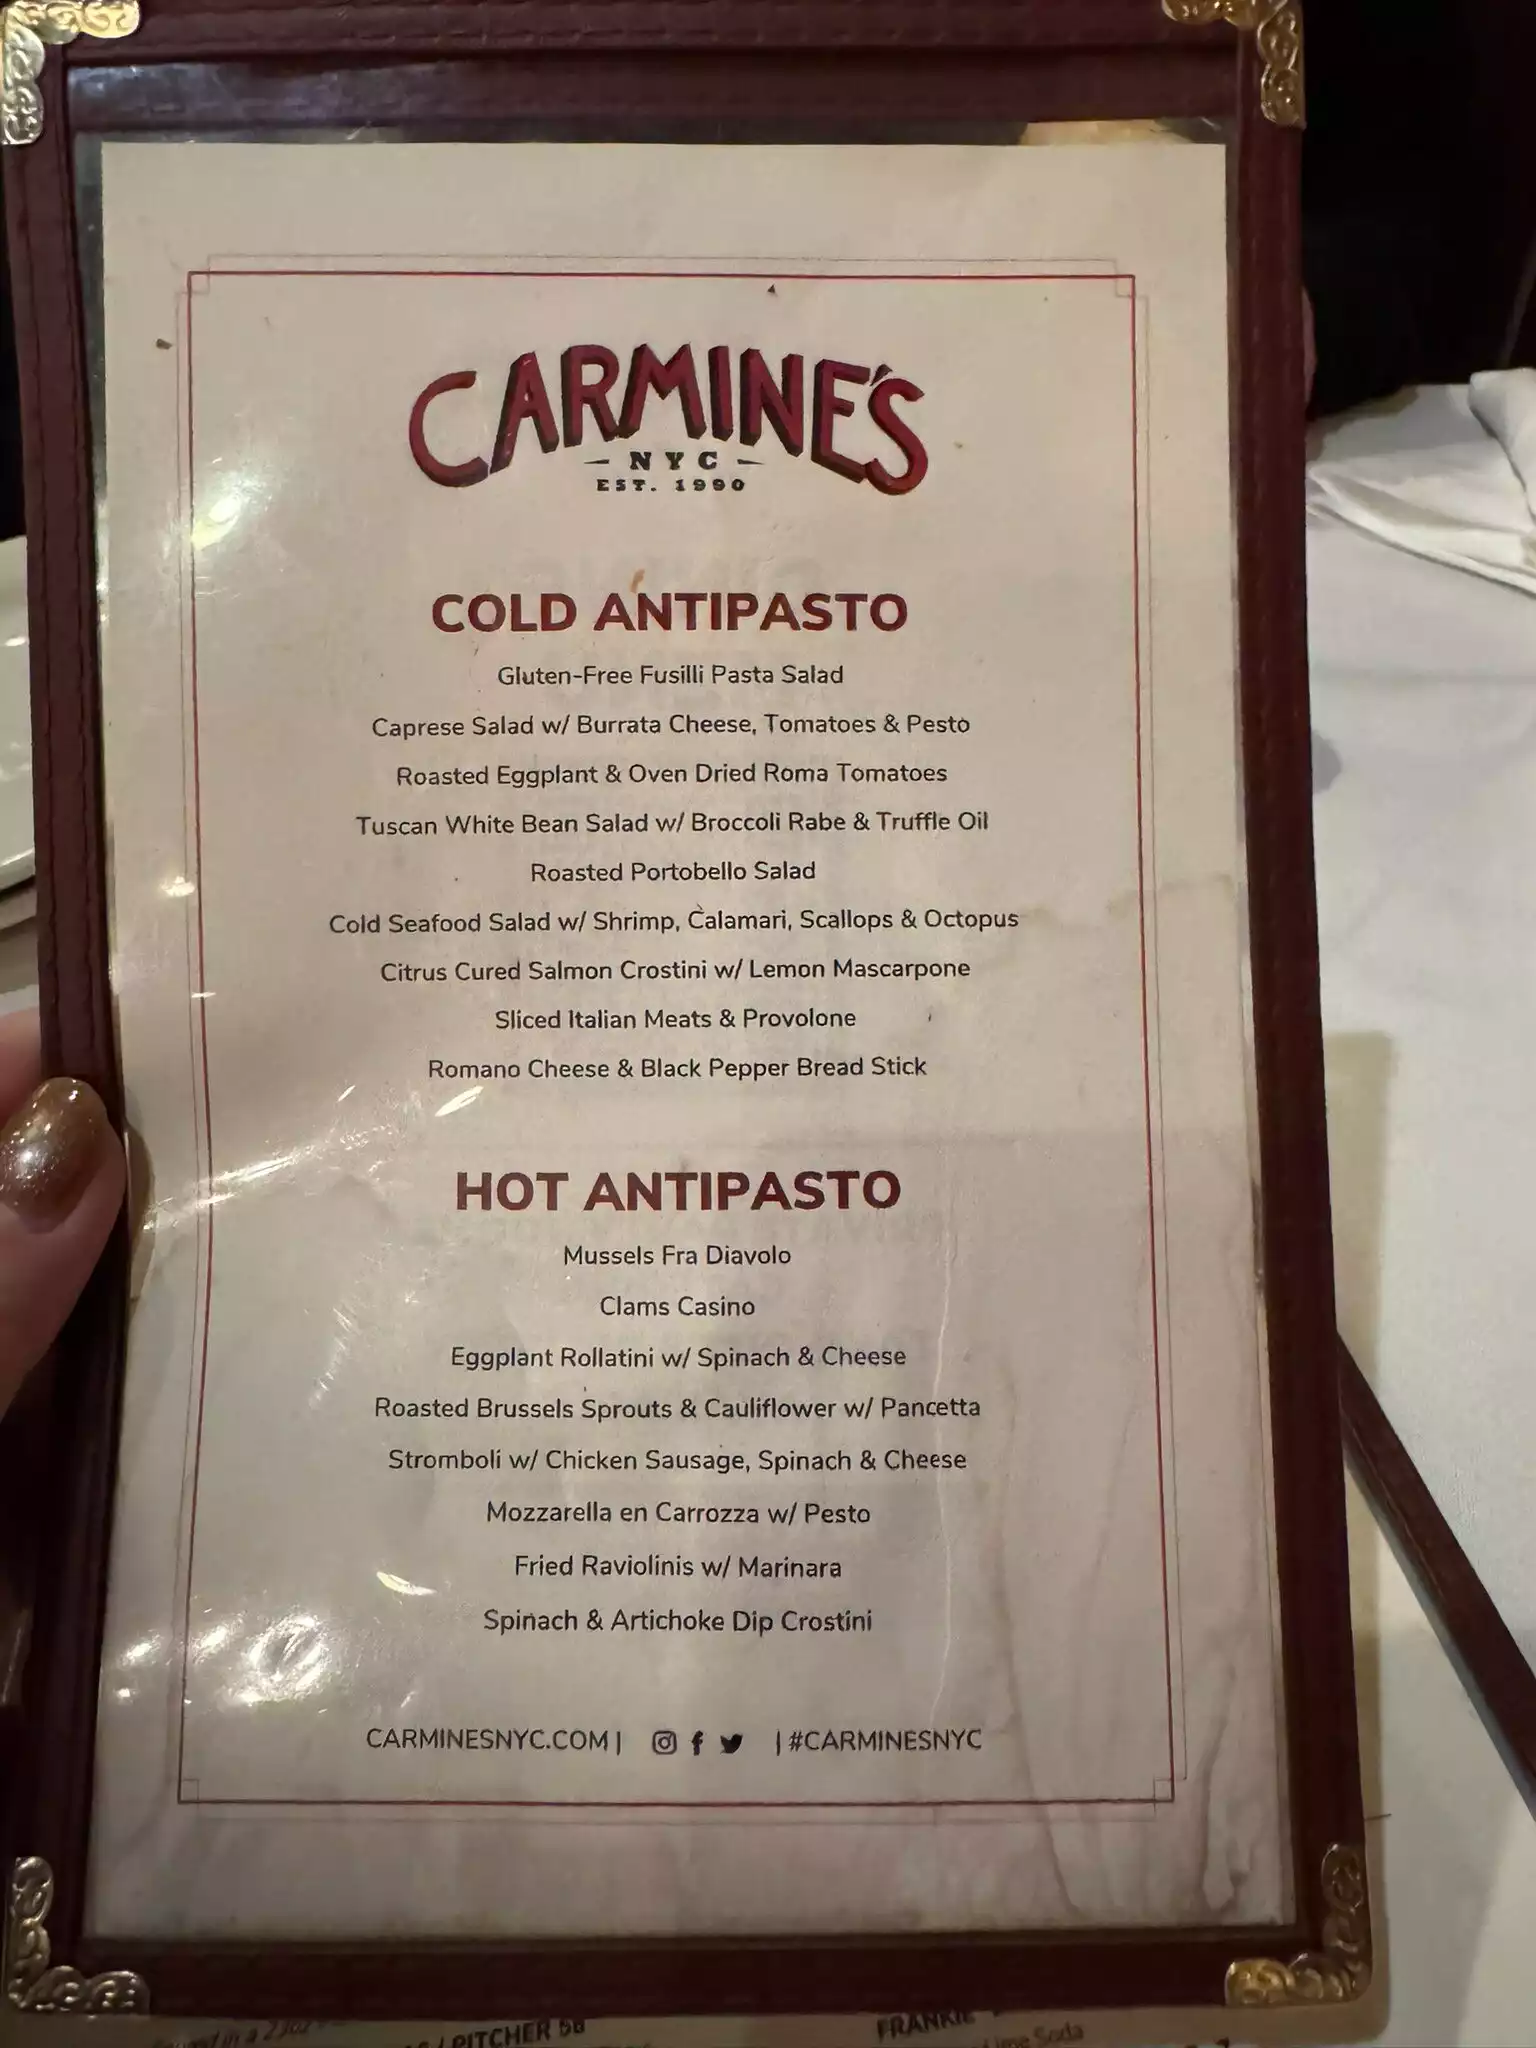 CARMINE'S
– NYC –
EST. 1990
COLD ANTIPASTO
Gluten-Free Fusilli Pasta Salad
Caprese Salad w/ Burrata Cheese, Tomatoes & Pesto
Roasted Eggplant & Oven Dried Roma Tomatoes
Tuscan White Bean Salad w/ Broccoli Rabe & Truffle Oil
Roasted Portobello Salad
Cold Seafood Salad w/ Shrimp, Calamari, Scallops & Octopus
Citrus Cured Salmon Crostini w/ Lemon Mascarpone
Sliced Italian Meats & Provolone
Romano Cheese & Black Pepper Bread Stick
HOT ANTIPASTO
Mussels Fra Diavolo
Clams Casino
Eggplant Rollatini w/ Spinach & Cheese
Roasted Brussels Sprouts & Cauliflower w/ Pancetta
Stromboli w/ Chicken Sausage, Spinach & Cheese
Mozzarella en Carrozza w/ Pesto
Fried Raviolinis w/ Marinara
Spinach & Artichoke Dip Crostini
CARMINESNYC.COM | | #CARMINESNYC
in a
/ PITCHER
FRANKIE
Soda